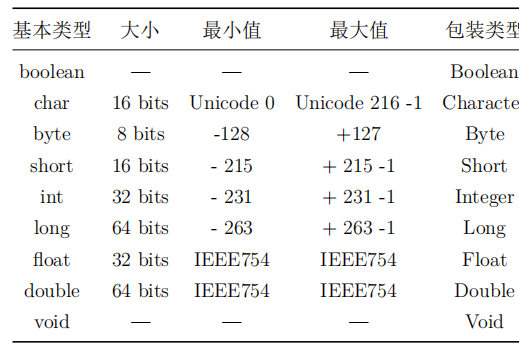 基本类型 大小 最小值 最大值 包装类型
boolean — — — Boolean
char 16 bits Unicode 0 Unicode 216 -1 Characte
byte 8 bits -128 +127 Byte
short 16 bits - 215 + 215 -1 Short
int 32 bits - 231 + 231 -1 Integer
long 64 bits - 263 + 263 -1 Long
float 32 bits IEEE754 IEEE754 Float
double 64 bits IEEE754 IEEE754 Double
void — — — Void